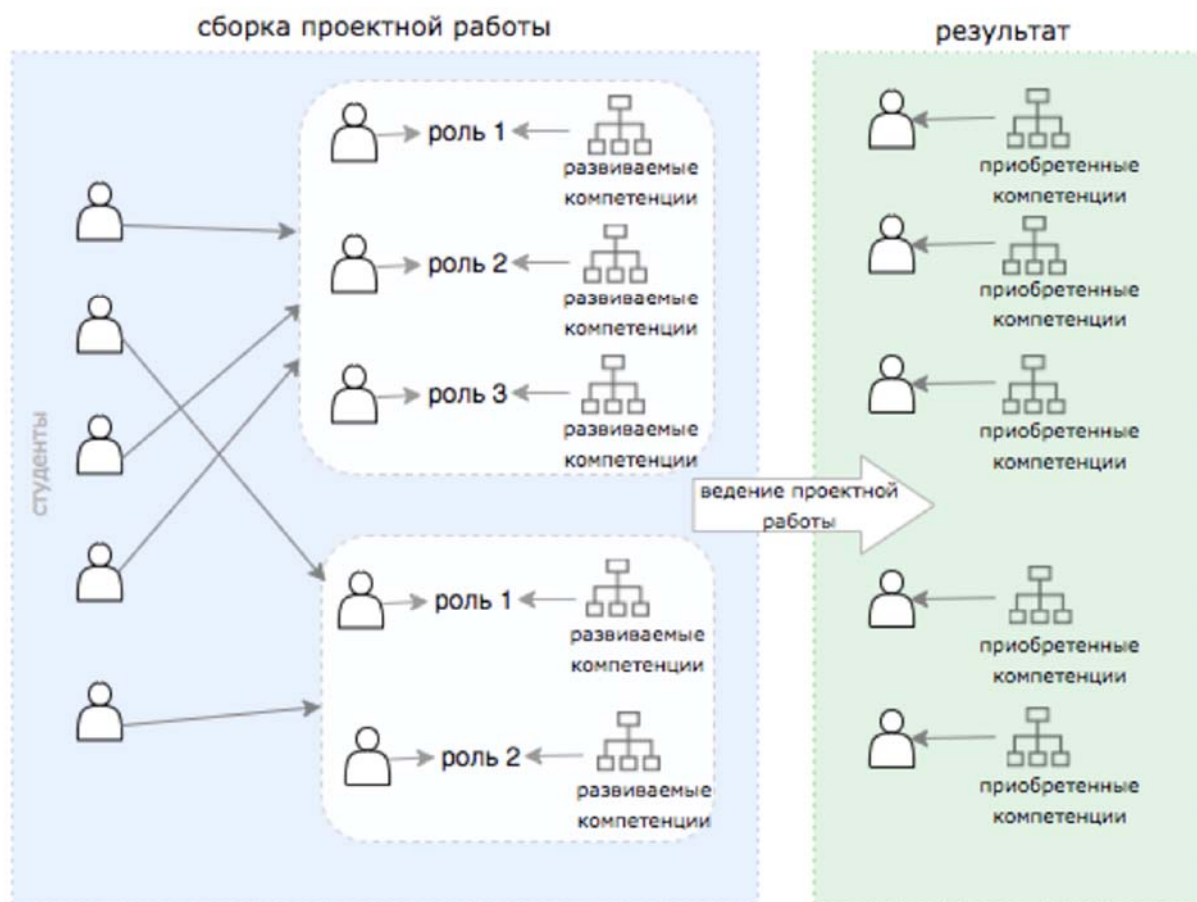 сборка проектной работы
результат
студенты
роль 1
развиваемые
компетенции
роль 2
развиваемые
компетенции
роль 3
развиваемые
компетенции
роль 1
развиваемые
компетенции
роль 2
развиваемые
компетенции
ведение проектной
работы
приобретенные
компетенции
приобретенные
компетенции
приобретенные
компетенции
приобретенные
компетенции
приобретенные
компетенции